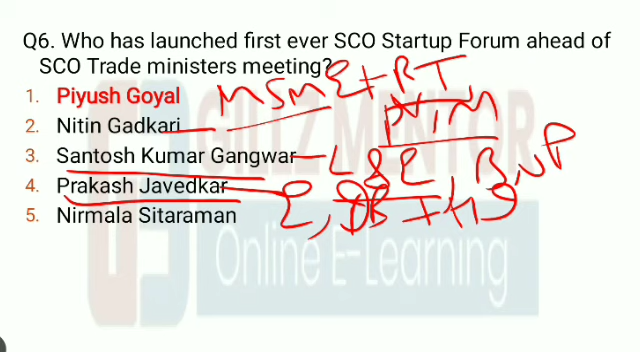 Q6. Who has launched first ever SCO Startup Forum ahead of
SCO Trade ministers meeting?
1. Piyush Goyal
MSME+RT
2. Nitin Gadkari
3. Santosh Kumar Gangwar
L & E
4. Prakash Javedkar
5. Nirmala Sitaraman
Online E-Learning